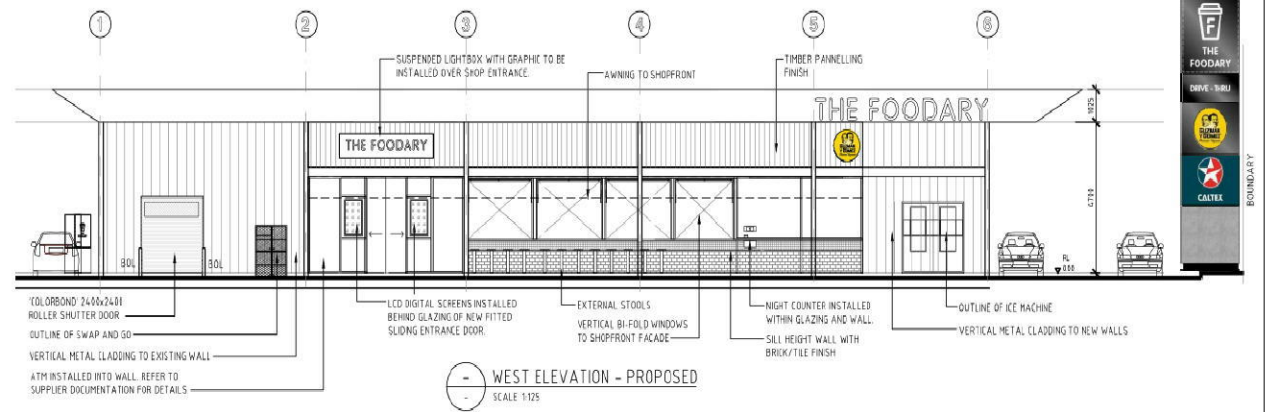 1
2
3
4
5
6
SUSPENDED LIGHTBOX WITH GRAPHIC TO BE
INSTALLED OVER SHOP ENTRANCE.
AWNING TO SHOPFRONT
TIMBER PANNELLING
FINISH
THE FOODARY
THE FOODARY
GUZMAN
Y GOMEZ
1025
4700
BOL
BOL
RL
0.00
F
THE
FOODARY
DRIVE - THRU
GUZMAN
Y GOMEZ
CALTEX
BOUNDARY
'COLORBOND' 2400x2400
ROLLER SHUTTER DOOR
OUTLINE OF SWAP AND GO
VERTICAL METAL CLADDING TO EXISTING WALL
ATM INSTALLED INTO WALL. REFER TO
SUPPLIER DOCUMENTATION FOR DETAILS
LCD DIGITAL SCREENS INSTALLED
BEHIND GLAZING OF NEW FITTED
SLIDING ENTRANCE DOOR.
EXTERNAL STOOLS
VERTICAL BI-FOLD WINDOWS
TO SHOPFRONT FACADE
NIGHT COUNTER INSTALLED
WITHIN GLAZING AND WALL.
SILL HEIGHT WALL WITH
BRICK/TILE FINISH
OUTLINE OF ICE MACHINE
VERTICAL METAL CLADDING TO NEW WALLS
-
-
WEST ELEVATION - PROPOSED
SCALE 1:125